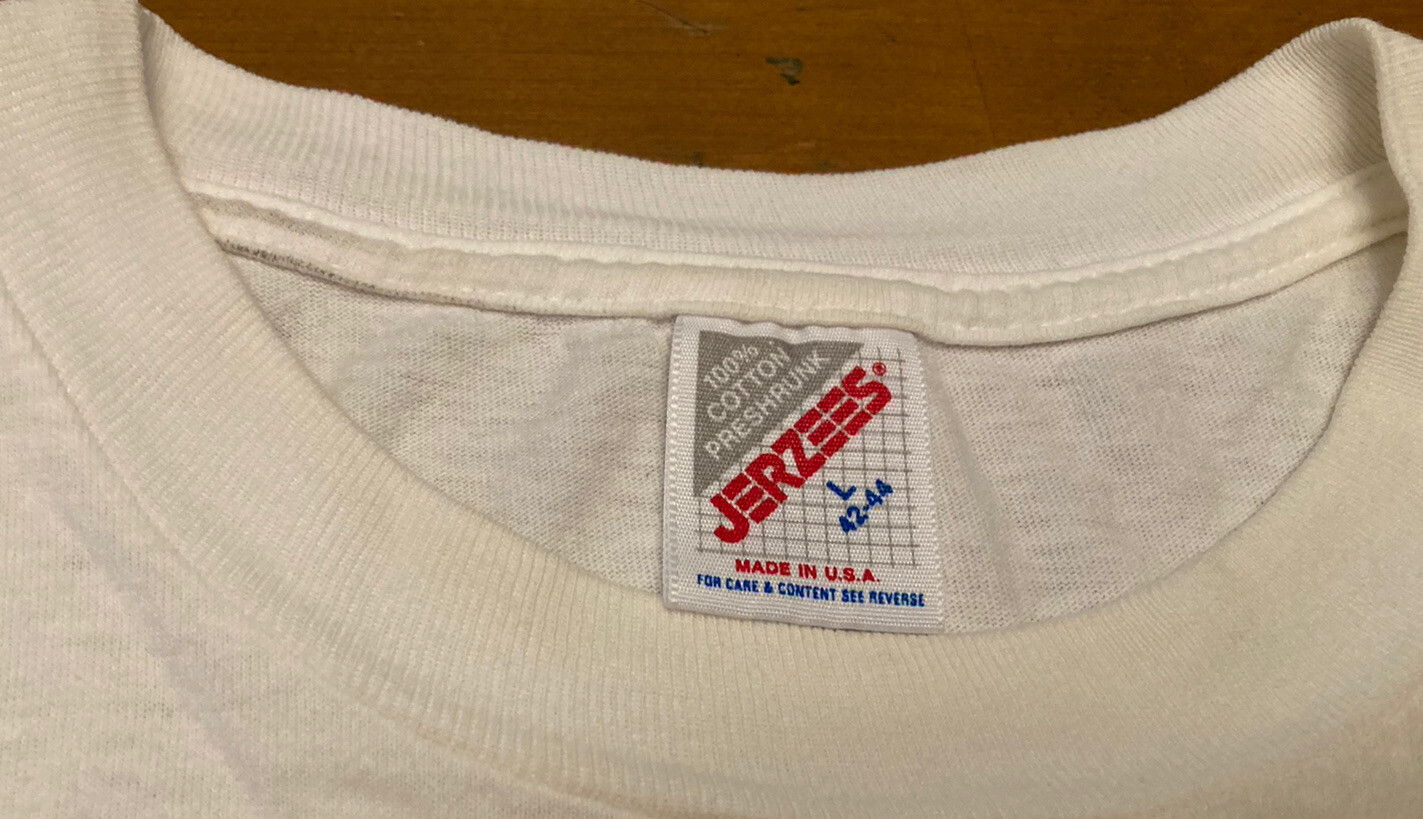 100%
COTTON
PRESHRUNK
JERZEES®
L
42-44
MADE IN U.S.A.
FOR CARE & CONTENT SEE REVERSE